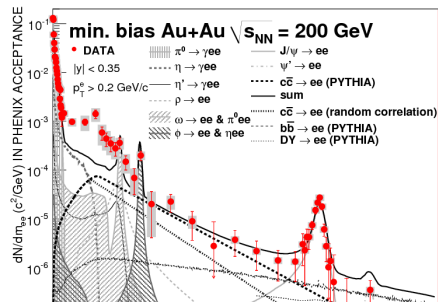 min. bias Au+Au √s_NN = 200 GeV
DATA
|y| < 0.35
p_T^e > 0.2 GeV/c
π⁰ → γee
η → γee
η' → γee
ρ → ee
ω → ee & π⁰ee
ϕ → ee & ηee
J/ψ → ee
ψ' → ee
cc̄ → ee (PYTHIA)
sum
cc̄ → ee (random correlation)
bb̄ → ee (PYTHIA)
DY → ee (PYTHIA)
dN/dm_ee (c²/GeV) IN PHENIX ACCEPTANCE
10⁻¹
10⁻²
10⁻³
10⁻⁴
10⁻⁵
10⁻⁶